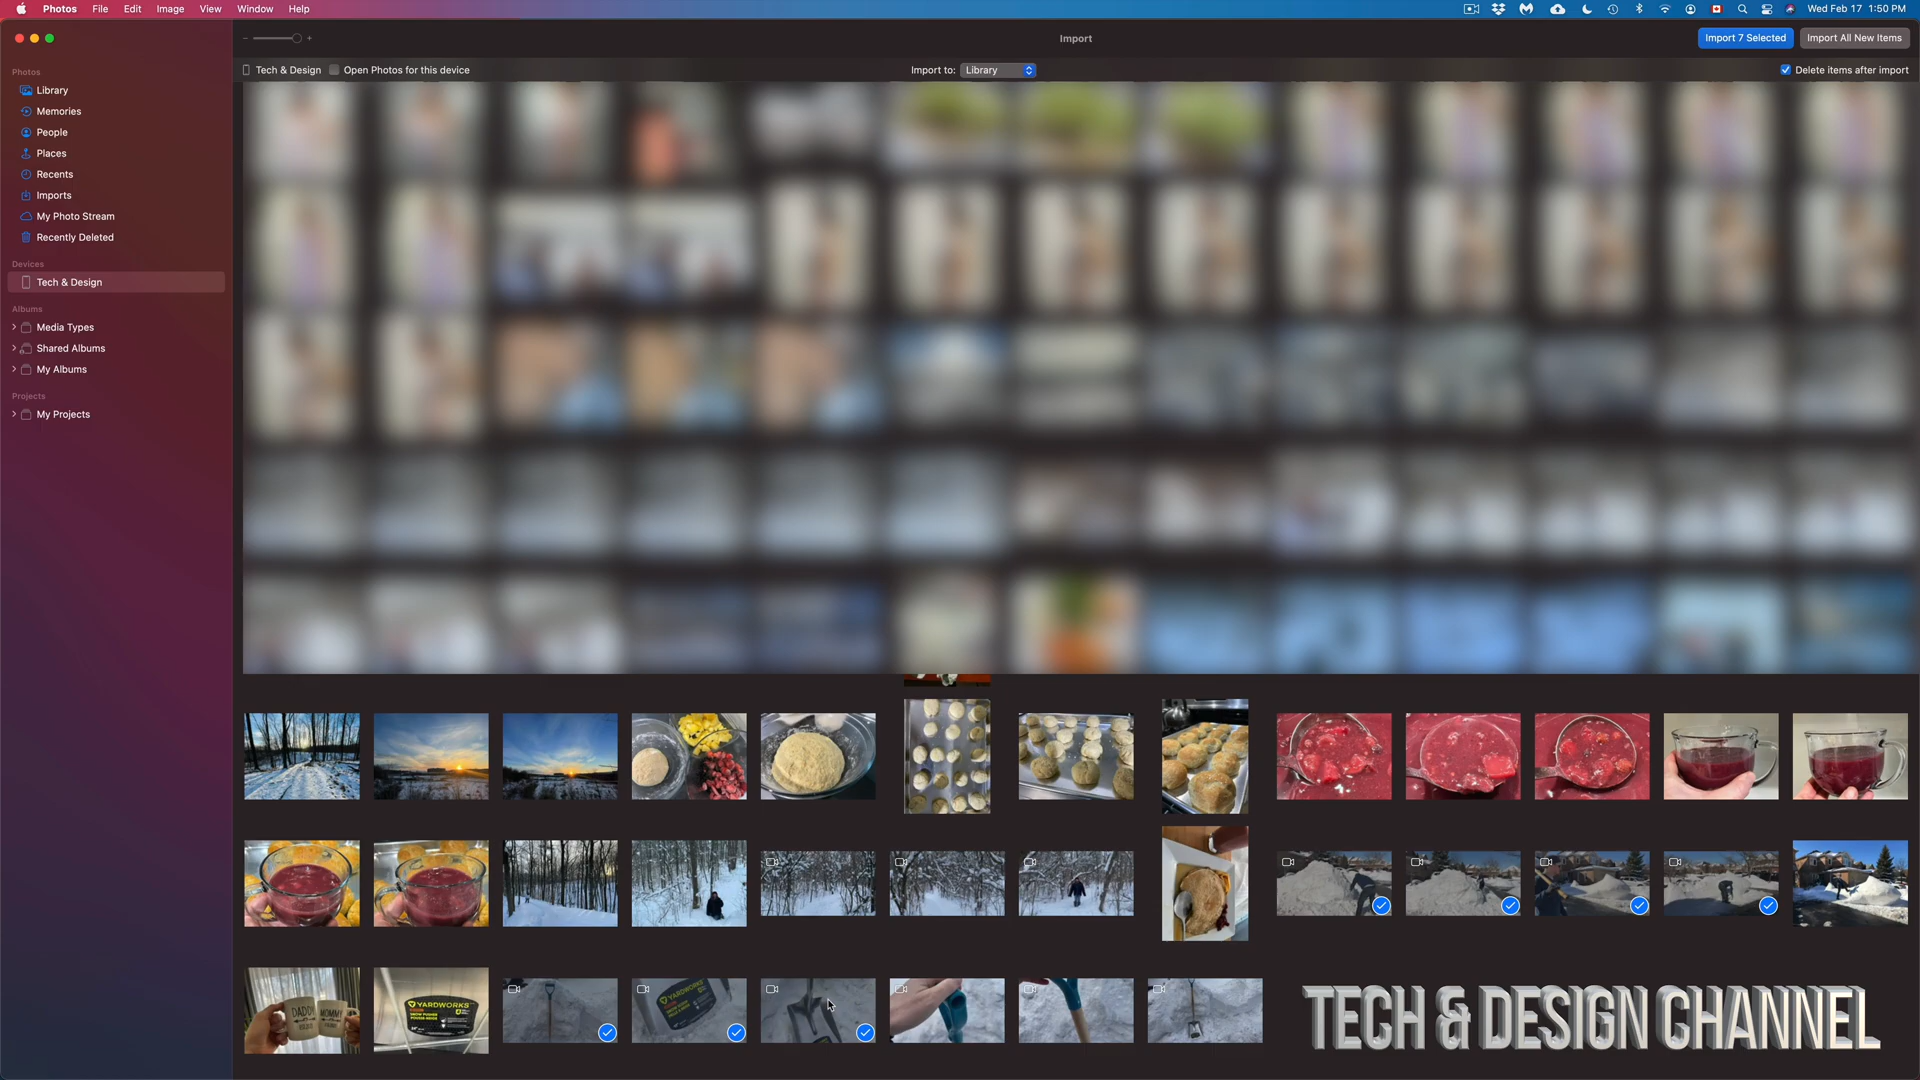 Photos File Edit Image View Window Help
Wed Feb 17 1:50 PM
Import
Import 7 Selected
Import All New Items
Tech & Design
Open Photos for this device
Import to: Library
Delete items after import
Photos
Library
Memories
People
Places
Recents
Imports
My Photo Stream
Recently Deleted
Devices
Tech & Design
Albums
Media Types
Shared Albums
My Albums
Projects
My Projects
DADDY
MOMMY
YARDWORKS
YARDWORKS
TECH & DESIGN CHANNEL